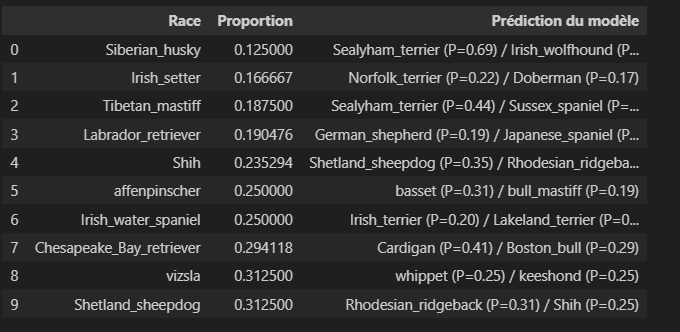 Race Proportion Prédiction du modèle
0 Siberian_husky 0.125000 Sealyham_terrier (P=0.69) / Irish_wolfhound (P...
1 Irish_setter 0.166667 Norfolk_terrier (P=0.22) / Doberman (P=0.17)
2 Tibetan_mastiff 0.187500 Sealyham_terrier (P=0.44) / Sussex_spaniel (P=...
3 Labrador_retriever 0.190476 German_shepherd (P=0.19) / Japanese_spaniel (P...
4 Shih 0.235294 Shetland_sheepdog (P=0.35) / Rhodesian_ridgeba...
5 affenpinscher 0.250000 basset (P=0.31) / bull_mastiff (P=0.19)
6 Irish_water_spaniel 0.250000 Irish_terrier (P=0.20) / Lakeland_terrier (P=0...
7 Chesapeake_Bay_retriever 0.294118 Cardigan (P=0.41) / Boston_bull (P=0.29)
8 vizsla 0.312500 whippet (P=0.25) / keeshond (P=0.25)
9 Shetland_sheepdog 0.312500 Rhodesian_ridgeback (P=0.31) / Shih (P=0.25)